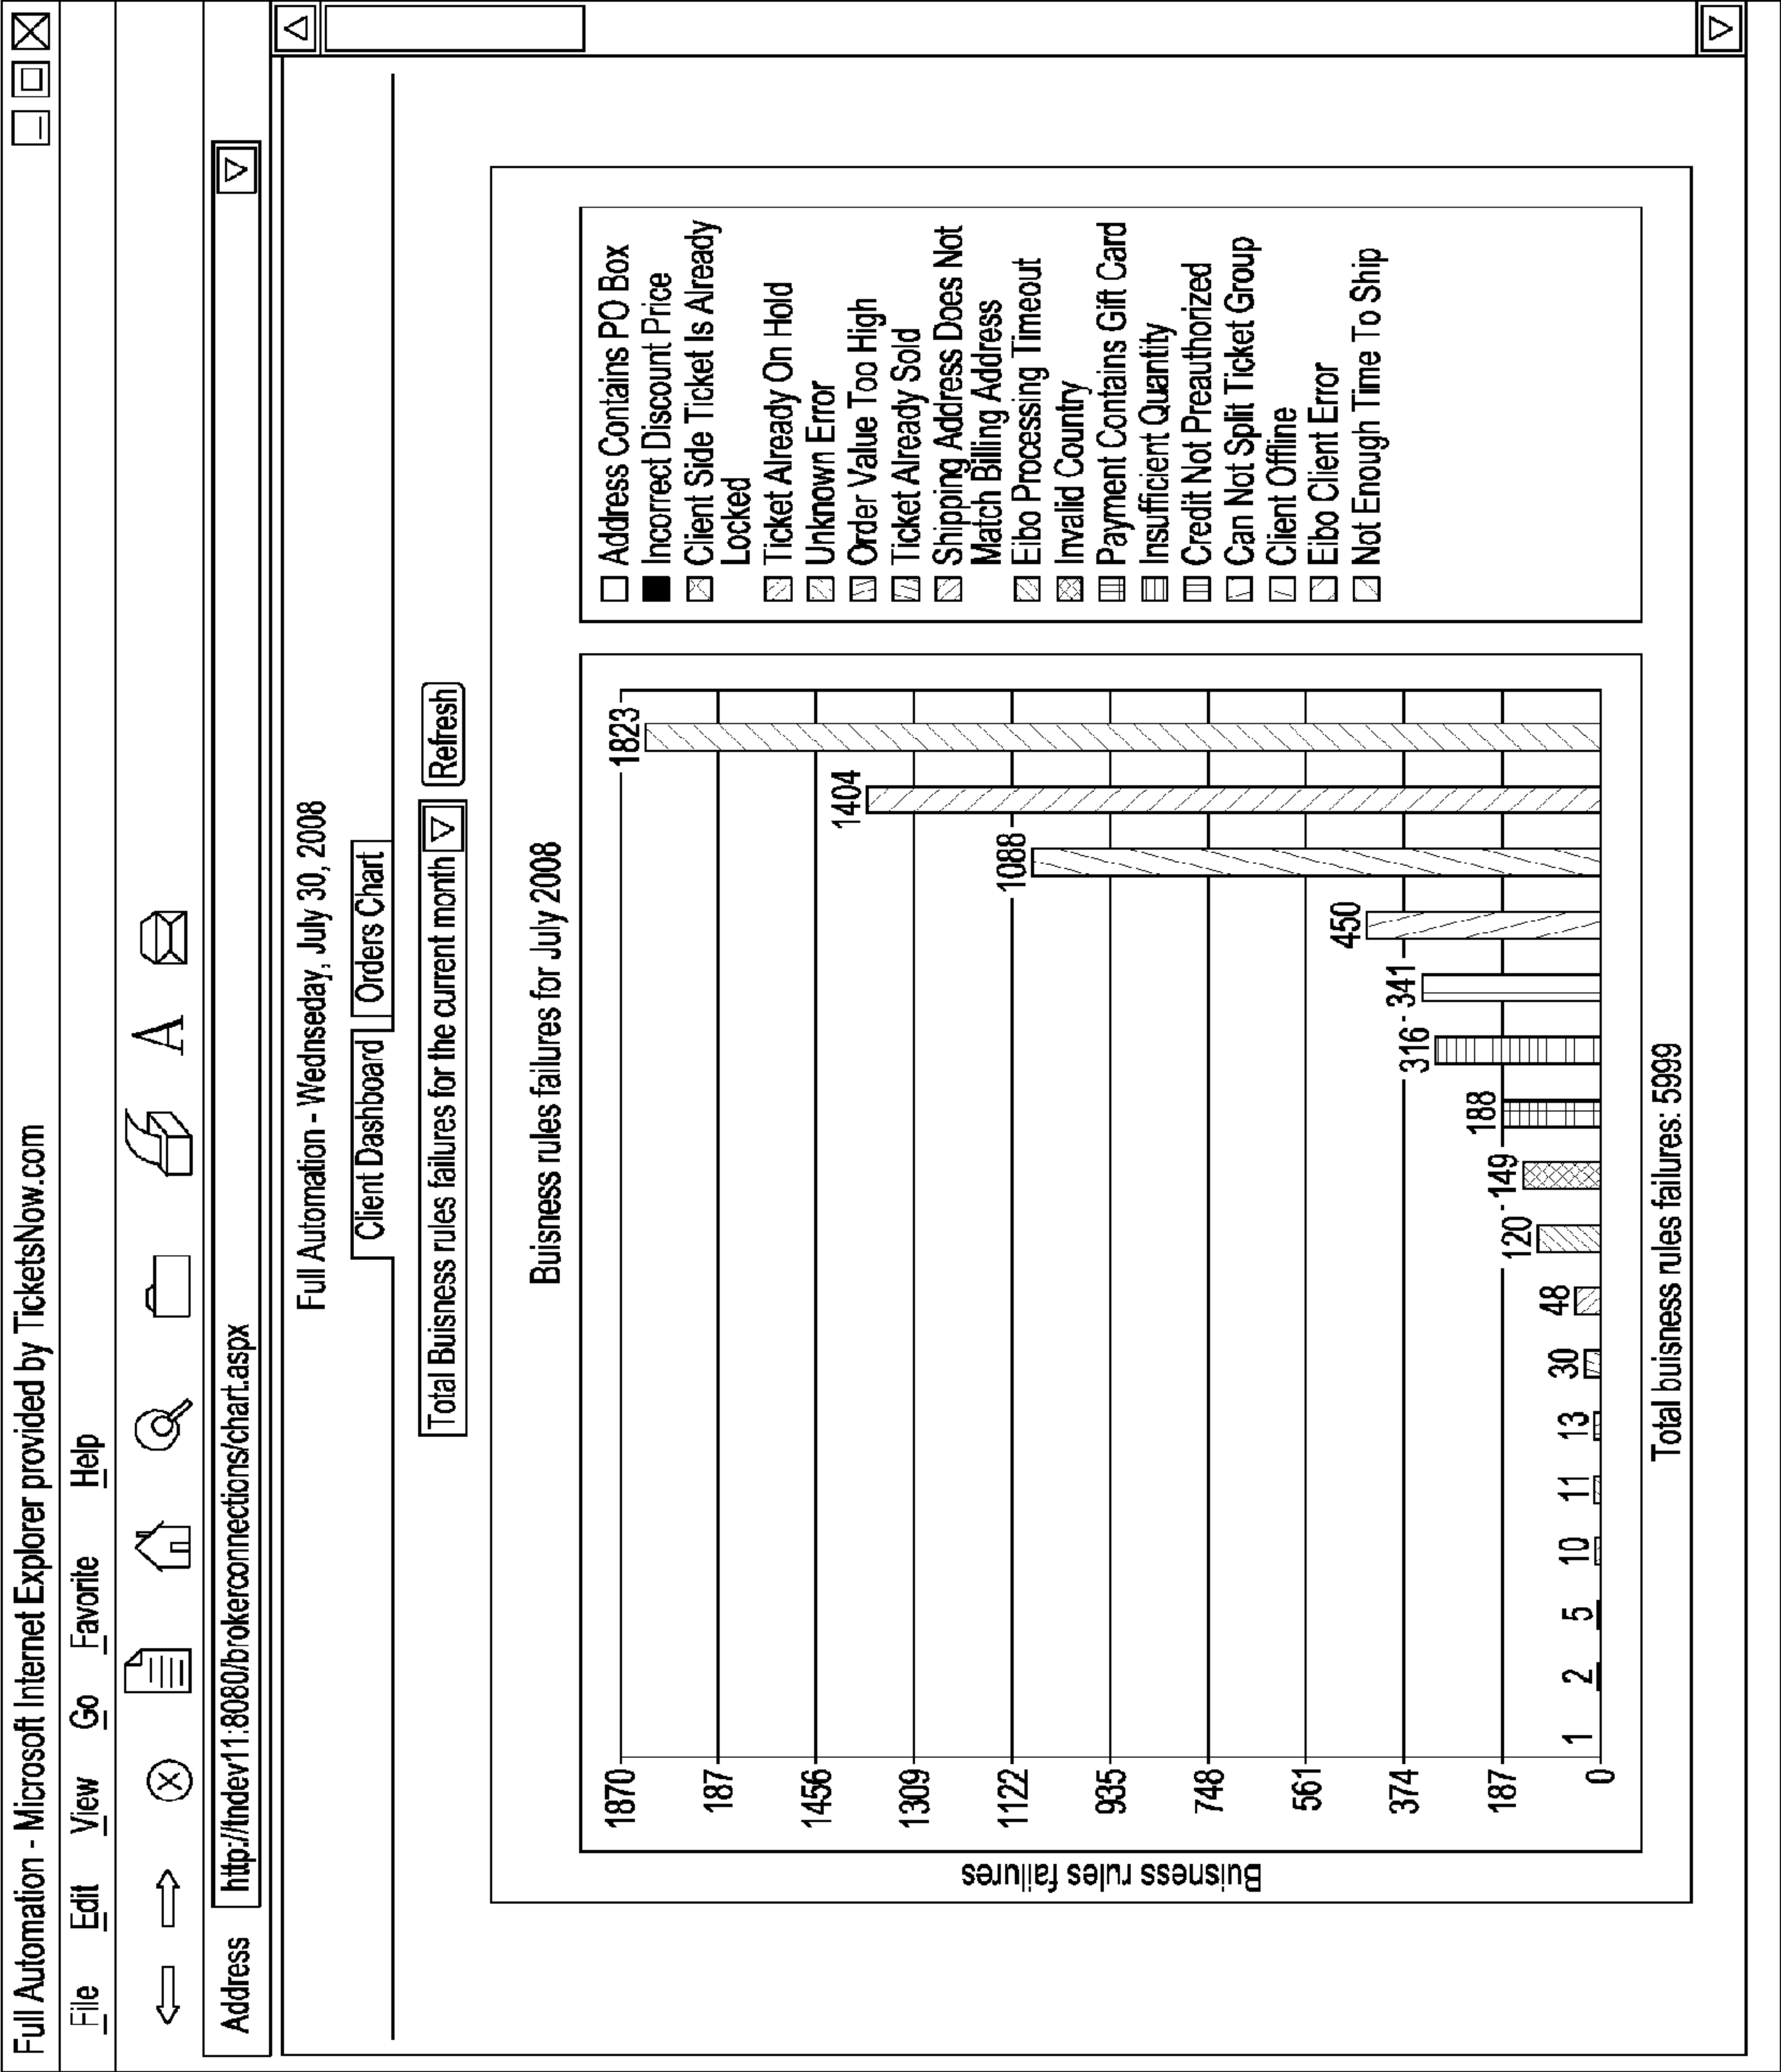 Full Automation - Microsoft Internet Explorer provided by TicketsNow.com
File Edit View Go Favorite Help
A
Address http://tndev11:8080/brokerconnections/chart.aspx
Full Automation - Wednseday, July 30, 2008
Client Dashboard Orders Chart
Total Buisness rules failures for the current month Refresh
Buisness rules failures for July 2008
Buisness rules failures
1870
187
1456
1309
1122
935
748
561
374
187
0
1 2 5 10 11 13 30 48 120 149 188 316 341 450 1088 1404 1823
Address Contains PO Box
Incorrect Discount Price
Client Side Ticket Is Already
Locked
Ticket Already On Hold
Unknown Error
Order Value Too High
Ticket Already Sold
Shipping Address Does Not
Match Billing Address
Eibo Processing Timeout
Invalid Country
Payment Contains Gift Card
Insufficient Quantity
Credit Not Preauthorized
Can Not Split Ticket Group
Client Offline
Eibo Client Error
Not Enough Time To Ship
Total buisness rules failures: 5999